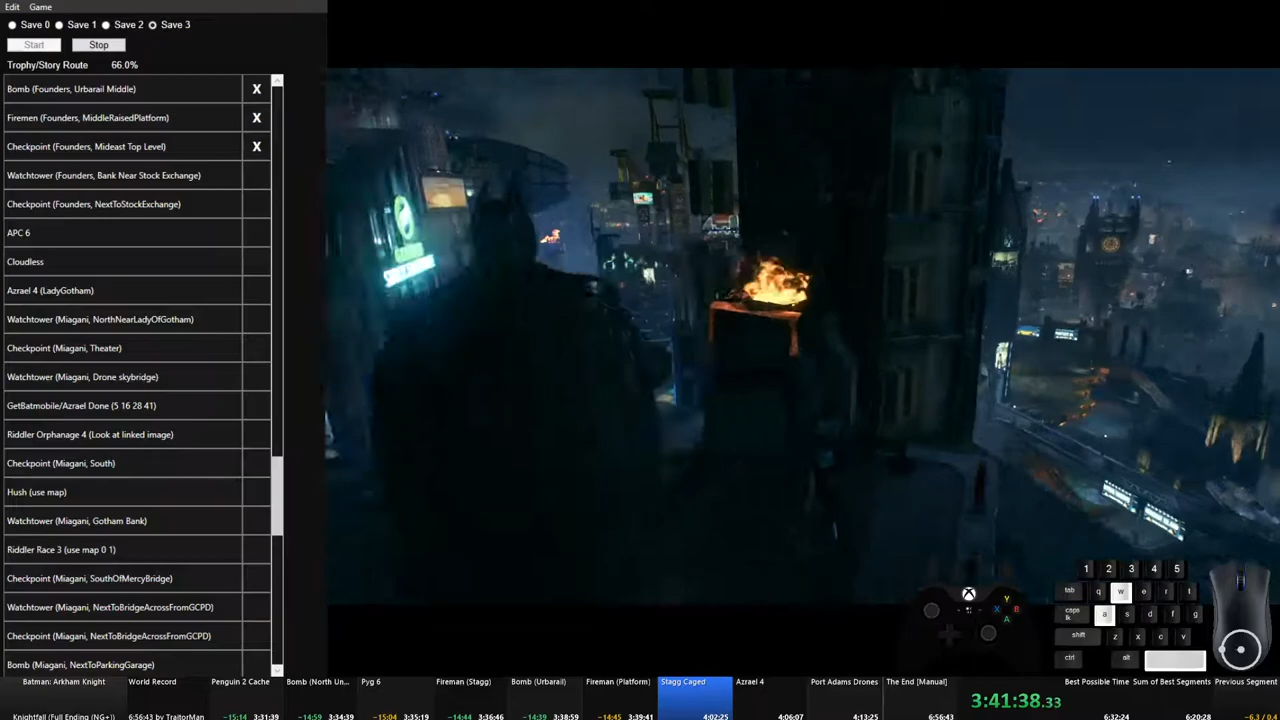 Edit Game
Save 0 Save 1 Save 2 Save 3
Start Stop
Trophy/Story Route 66.0%
Bomb (Founders, Urbarail Middle) X
Firemen (Founders, MiddleRaisedPlatform) X
Checkpoint (Founders, Mideast Top Level) X
Watchtower (Founders, Bank Near Stock Exchange)
Checkpoint (Founders, NextToStockExchange)
APC 6
Cloudless
Azrael 4 (LadyGotham)
Watchtower (Miagani, NorthNearLadyOfGotham)
Checkpoint (Miagani, Theater)
Watchtower (Miagani, Drone skybridge)
GetBatmobile/Azrael Done (5 16 28 41)
Riddler Orphanage 4 (Look at linked image)
Checkpoint (Miagani, South)
Hush (use map)
Watchtower (Miagani, Gotham Bank)
Riddler Race 3 (use map 0 1)
Checkpoint (Miagani, SouthOfMercyBridge)
Watchtower (Miagani, NextToBridgeAcrossFromGCPD)
Checkpoint (Miagani, NextToBridgeAcrossFromGCPD)
Bomb (Miagani, NextToParkingGarage)
1 2 3 4 5
tab q w e r t
caps lk a s d f g
shift z x c v
ctrl alt
Y
X B
A
Batman: Arkham Knight World Record Penguin 2 Cache Bomb (North Un... Pyg 6 Fireman (Stagg) Bomb (Urbarail) Fireman (Platform) Stagg Caged Azrael 4 Port Adams Drones The End [Manual] 3:41:38.33 Best Possible Time Sum of Best Segments Previous Segment
Knightfall (Full Ending (NG+)) 6:56:43 by TraitorMan -15:14 3:31:39 -14:59 3:34:39 -15:04 3:35:19 -14:44 3:36:46 -14:39 3:38:59 -14:45 3:39:41 4:02:25 4:06:07 4:13:25 6:56:43 6:32:24 6:20:28 -6.3 /